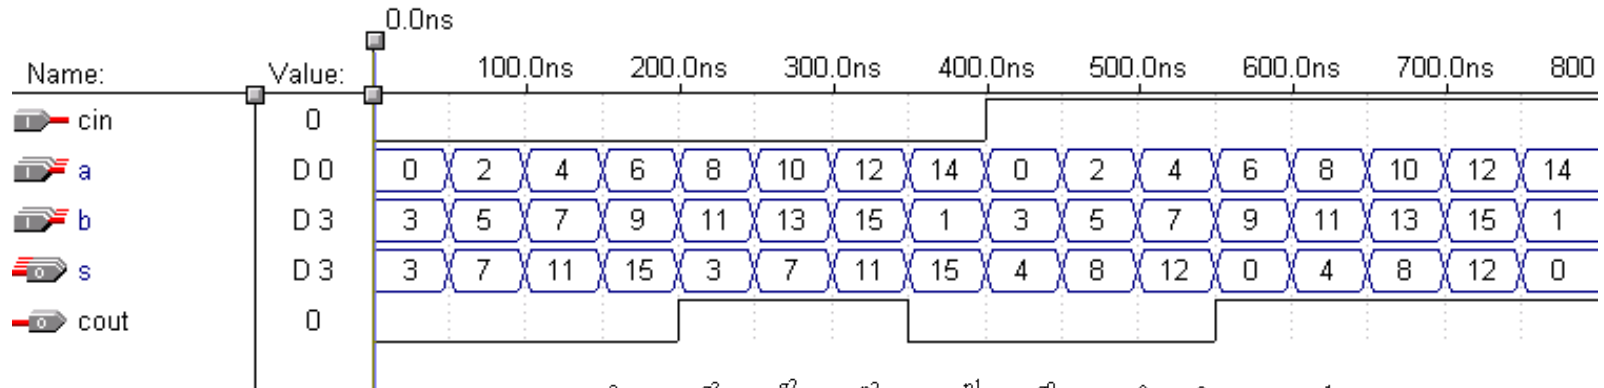 0.0ns
Name: Value: 100.0ns 200.0ns 300.0ns 400.0ns 500.0ns 600.0ns 700.0ns 800
cin 0
a D 0 0 2 4 6 8 10 12 14 0 2 4 6 8 10 12 14
b D 3 3 5 7 9 11 13 15 1 3 5 7 9 11 13 15 1
s D 3 3 7 11 15 3 7 11 15 4 8 12 0 4 8 12 0
cout 0